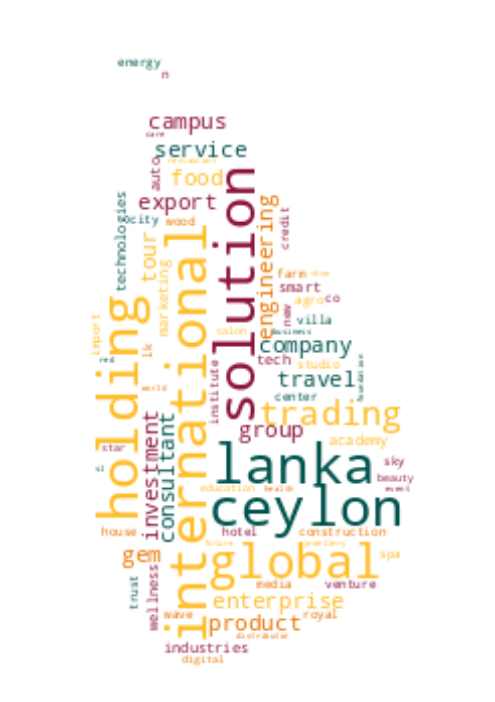 energy
n
campus
care
service
restaurant
auto
food
export
solution
city
wood
technologies
engineering
credit
tour
international
marketing
holding
farm
smart
agro
co
new
villa
import
salon
business
company
lk
red
tech
studio
institute
travel
foundation
center
world
trading
investment
consultant
group
academy
star
lanka
sky
sl
beauty
education
health
event
ceylon
house
hotel
construction
future
jewellery
gem
global
spa
trust
wellness
media
venture
enterprise
wave
royal
product
distributor
industries
digital